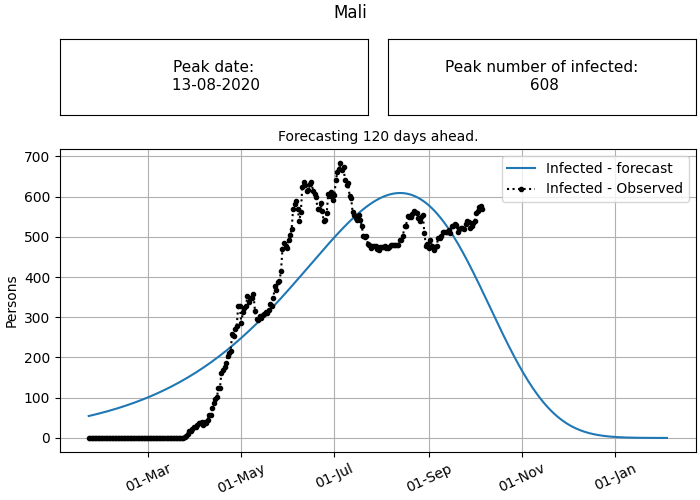 Mali
Peak date:
13-08-2020
Peak number of infected:
608
Forecasting 120 days ahead.
700
600
500
400
300
200
100
0
Persons
Infected - forecast
Infected - Observed
01-Mar
01-May
01-Jul
01-Sep
01-Nov
01-Jan